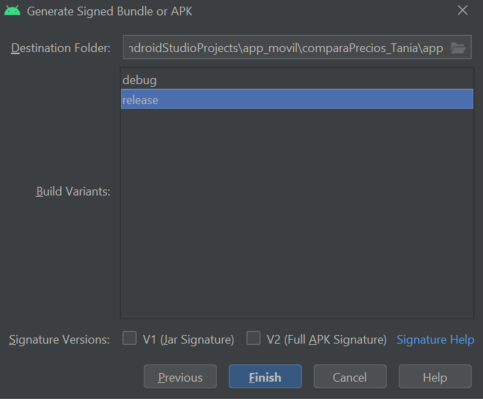 Generate Signed Bundle or APK
Destination Folder: ndroidStudioProjects\app_movil\comparaPrecios_Tania\app
debug
release
Build Variants:
Signature Versions: V1 (Jar Signature) V2 (Full APK Signature) Signature Help
Previous Finish Cancel Help